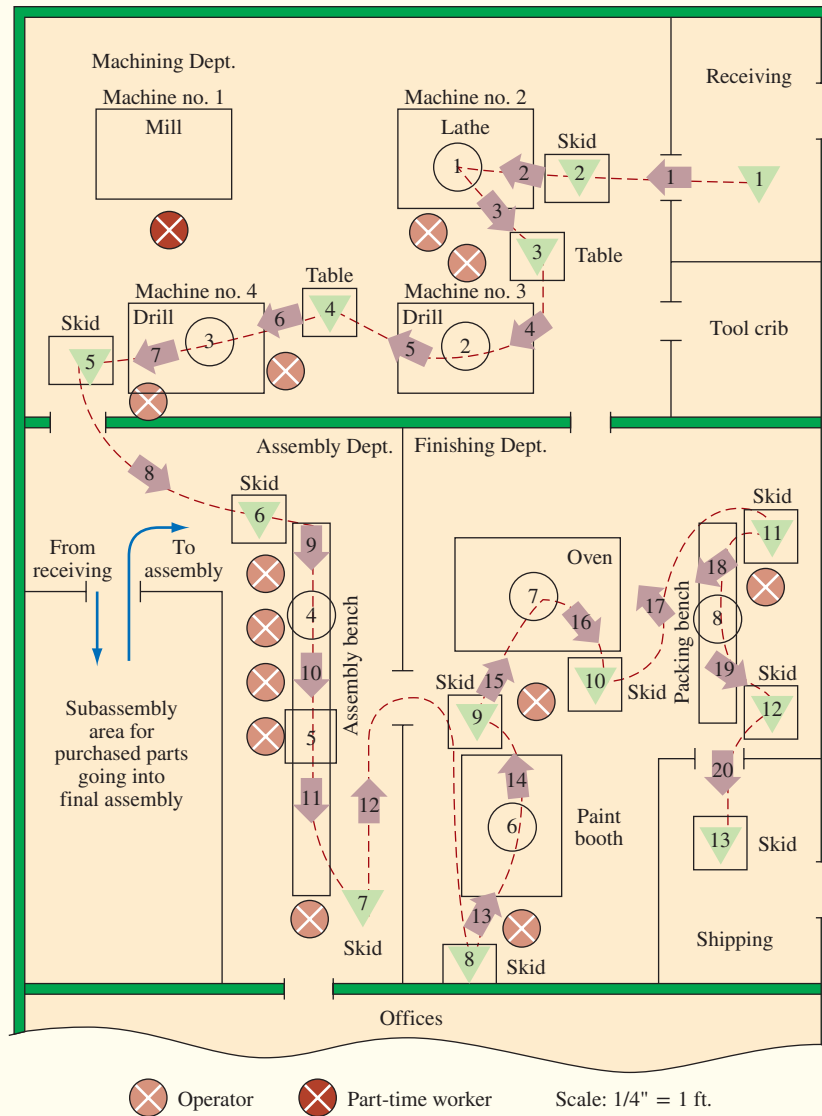 Machining Dept.
Receiving
Machine no. 1
Mill
Machine no. 2
Lathe
Skid
1
2
2
1
1
3
3
Table
Machine no. 4
Drill
Table
Machine no. 3
Drill
Tool crib
Skid
5
7
3
6
4
5
2
4
8
Assembly Dept.
Finishing Dept.
Skid
6
9
Skid
11
From
receiving
To
assembly
4
Assembly bench
10
5
11
Oven
7
16
17
18
8
Packing bench
19
Skid
15
9
10
Skid
Skid
12
Subassembly
area for
purchased parts
going into
final assembly
12
14
6
Paint
booth
20
13
Skid
7
Skid
13
8
Skid
Shipping
Offices
Operator
Part-time worker
Scale: 1/4" = 1 ft.